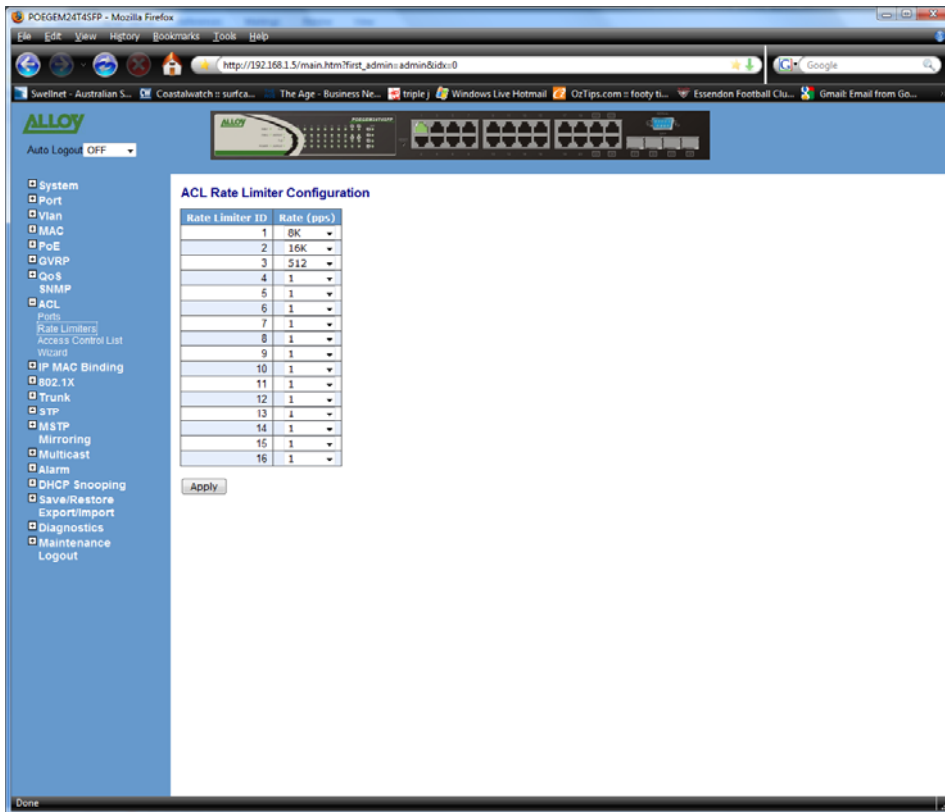 POEGEM24T4SFP - Mozilla Firefox
File Edit View History Bookmarks Tools Help
http://192.168.1.5/main.htm?first_admin=admin&idx=0
Google
Swellnet - Australian S... Coastalwatch :: surfca... The Age - Business Ne... triple j Windows Live Hotmail OzTips.com :: footy ti... Essendon Football Clu... Gmail: Email from Go...
ALLOY
ALLOY POEGEM24T4SFP
Auto Logout OFF
System
Port
Vlan
MAC
PoE
GVRP
QoS
SNMP
ACL
Ports
Rate Limiters
Access Control List
Wizard
IP MAC Binding
802.1X
Trunk
STP
MSTP
Mirroring
Multicast
Alarm
DHCP Snooping
Save/Restore
Export/Import
Diagnostics
Maintenance
Logout
ACL Rate Limiter Configuration
Rate Limiter ID Rate (pps)
1 8K
2 16K
3 512
4 1
5 1
6 1
7 1
8 1
9 1
10 1
11 1
12 1
13 1
14 1
15 1
16 1
Apply
Done